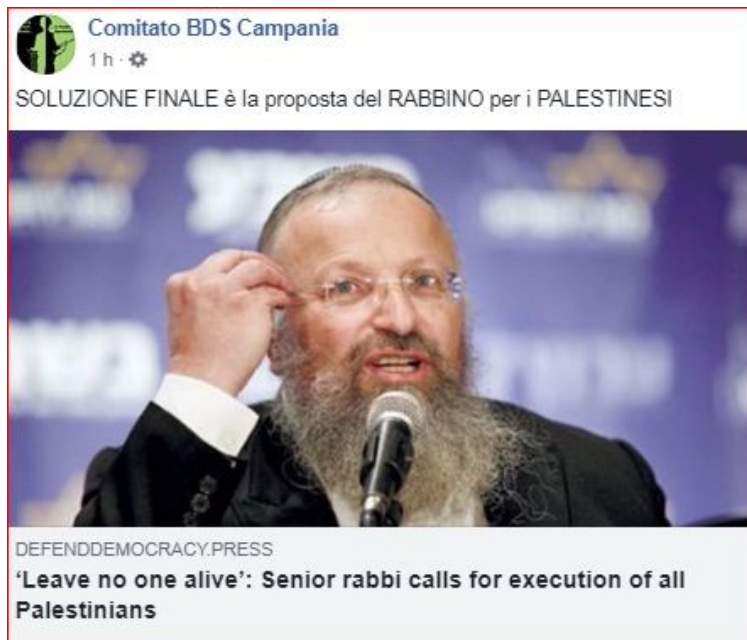 Comitato BDS Campania
1 h ·
SOLUZIONE FINALE è la proposta del RABBINO per i PALESTINESI
DEFENDDEMOCRACY.PRESS
‘Leave no one alive’: Senior rabbi calls for execution of all
Palestinians